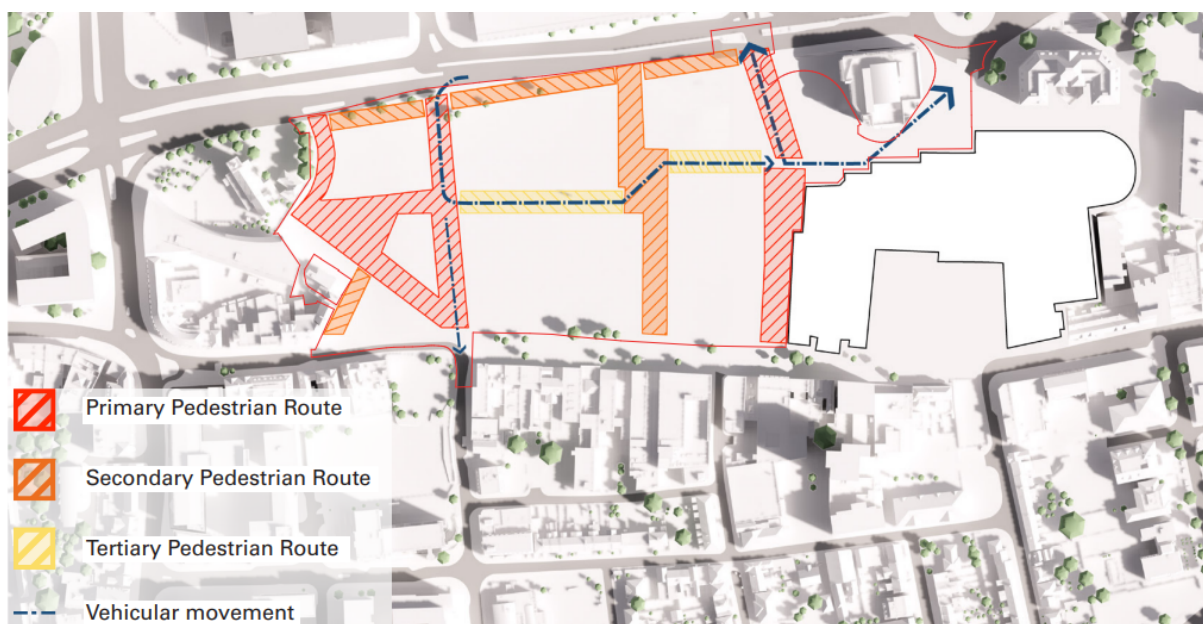 Primary Pedestrian Route
Secondary Pedestrian Route
Tertiary Pedestrian Route
Vehicular movement